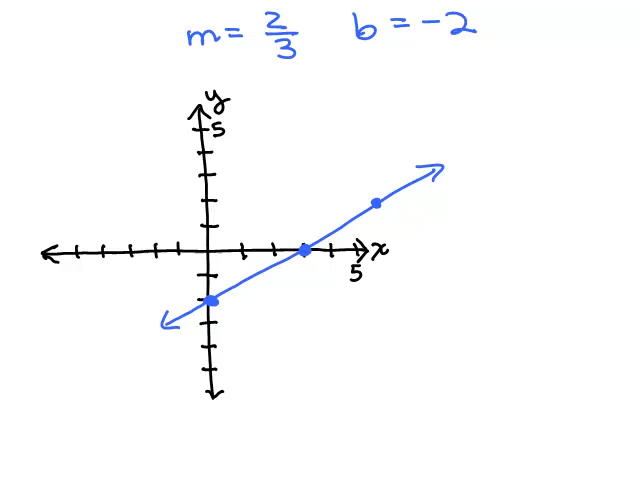 m = 2/3 b = -2
y
5
x
5